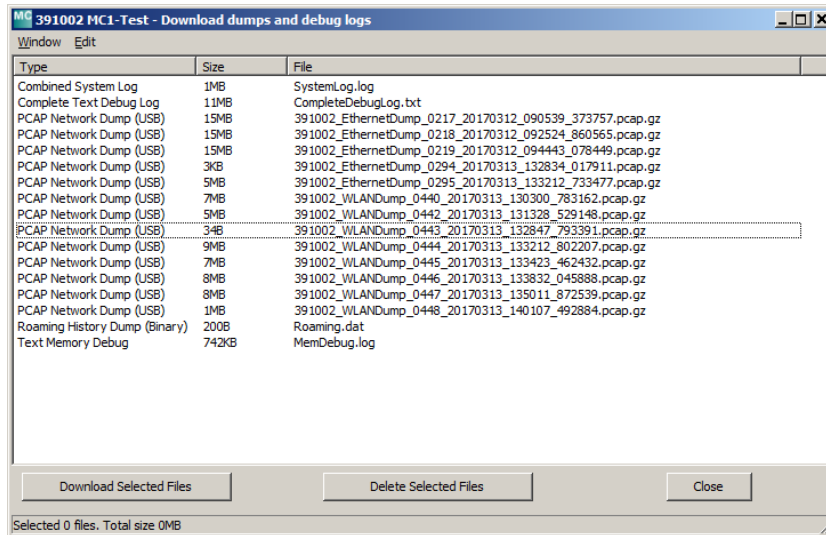 MC 391002 MC1-Test - Download dumps and debug logs
Window Edit
Type Size File
Combined System Log 1MB SystemLog.log
Complete Text Debug Log 11MB CompleteDebugLog.txt
PCAP Network Dump (USB) 15MB 391002_EthernetDump_0217_20170312_090539_373757.pcap.gz
PCAP Network Dump (USB) 15MB 391002_EthernetDump_0218_20170312_092524_860565.pcap.gz
PCAP Network Dump (USB) 15MB 391002_EthernetDump_0219_20170312_094443_078449.pcap.gz
PCAP Network Dump (USB) 3KB 391002_EthernetDump_0294_20170313_132834_017911.pcap.gz
PCAP Network Dump (USB) 5MB 391002_EthernetDump_0295_20170313_133212_733477.pcap.gz
PCAP Network Dump (USB) 7MB 391002_WLANDump_0440_20170313_130300_783162.pcap.gz
PCAP Network Dump (USB) 5MB 391002_WLANDump_0442_20170313_131328_529148.pcap.gz
PCAP Network Dump (USB) 34B 391002_WLANDump_0443_20170313_132847_793391.pcap.gz
PCAP Network Dump (USB) 9MB 391002_WLANDump_0444_20170313_133212_802207.pcap.gz
PCAP Network Dump (USB) 7MB 391002_WLANDump_0445_20170313_133423_462432.pcap.gz
PCAP Network Dump (USB) 8MB 391002_WLANDump_0446_20170313_133832_045888.pcap.gz
PCAP Network Dump (USB) 8MB 391002_WLANDump_0447_20170313_135011_872539.pcap.gz
PCAP Network Dump (USB) 1MB 391002_WLANDump_0448_20170313_140107_492884.pcap.gz
Roaming History Dump (Binary) 200B Roaming.dat
Text Memory Debug 742KB MemDebug.log
Download Selected Files Delete Selected Files Close
Selected 0 files. Total size 0MB